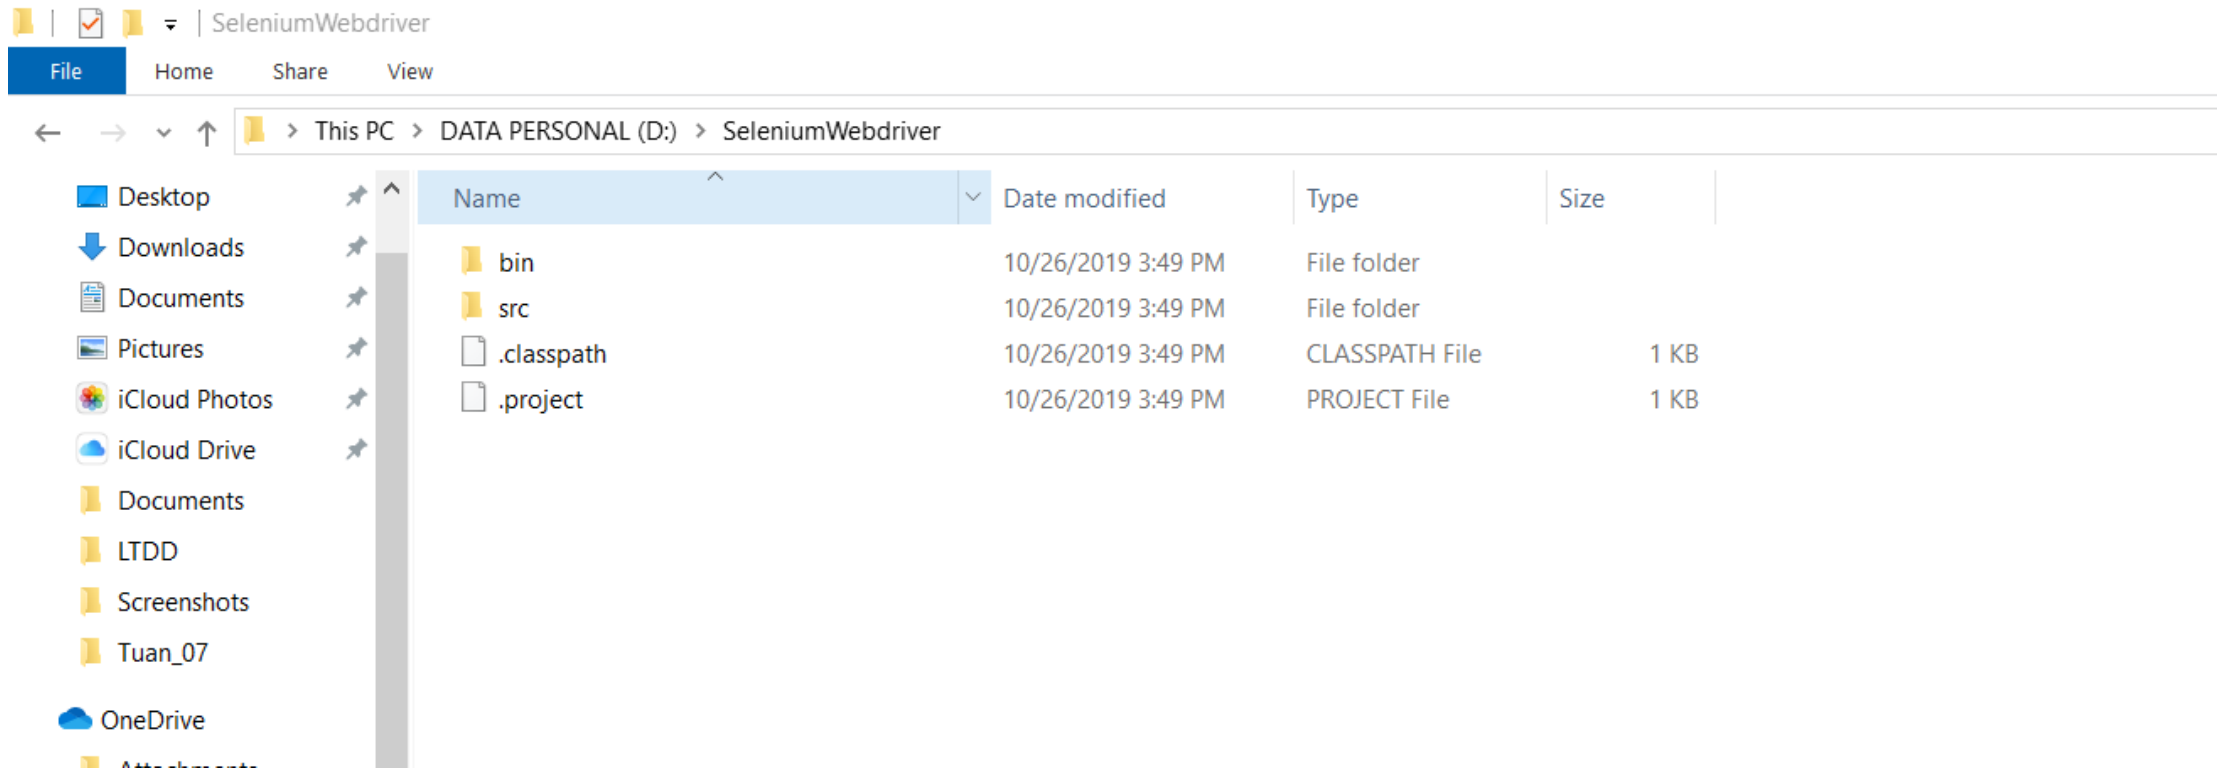 SeleniumWebdriver
File Home Share View
This PC > DATA PERSONAL (D:) > SeleniumWebdriver
Name Date modified Type Size
bin 10/26/2019 3:49 PM File folder
src 10/26/2019 3:49 PM File folder
.classpath 10/26/2019 3:49 PM CLASSPATH File 1 KB
.project 10/26/2019 3:49 PM PROJECT File 1 KB
Desktop
Downloads
Documents
Pictures
iCloud Photos
iCloud Drive
Documents
LTDD
Screenshots
Tuan_07
OneDrive
Attachments